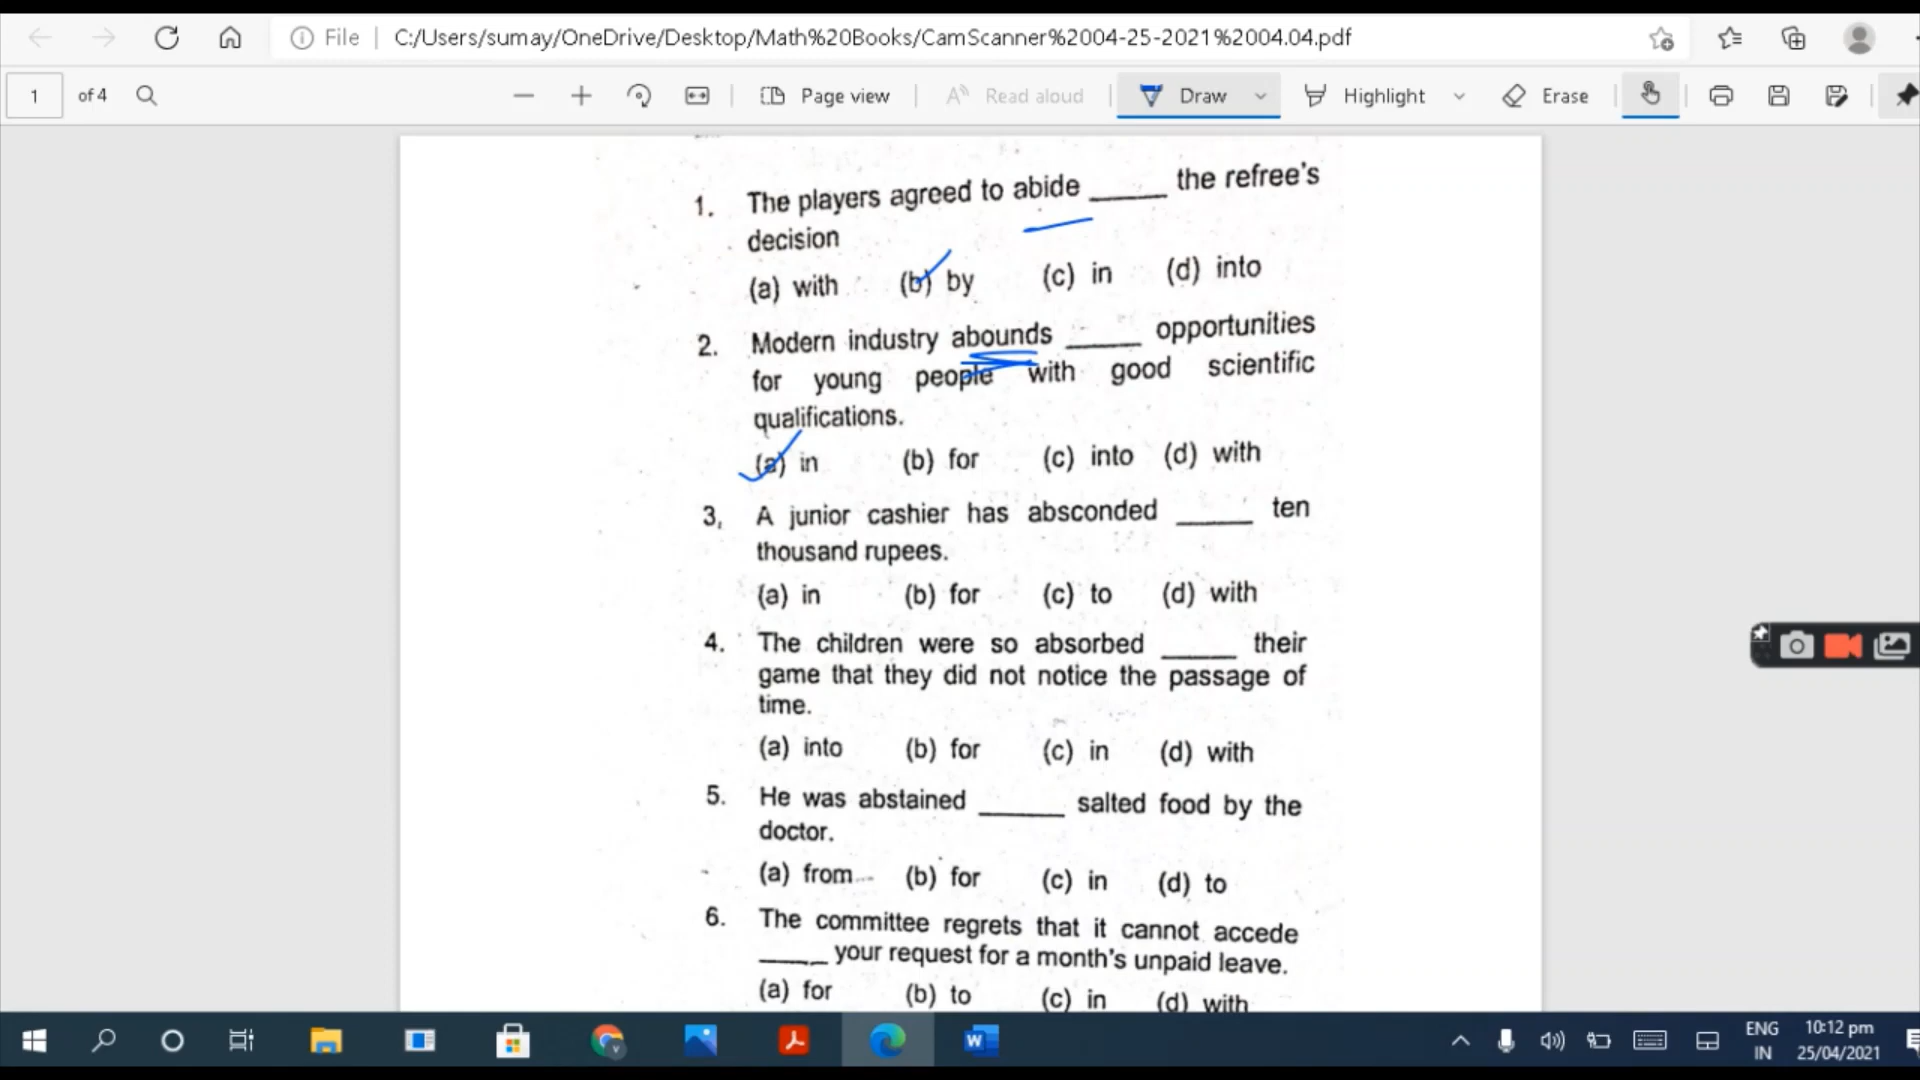 File | C:/Users/sumay/OneDrive/Desktop/Math%20Books/CamScanner%2004-25-2021%2004.04.pdf
1 of 4 Page view Read aloud Draw Highlight Erase
1. The players agreed to abide _____ the refree's
decision
(a) with (b) by (c) in (d) into
2. Modern industry abounds _____ opportunities
for young people with good scientific
qualifications.
(a) in (b) for (c) into (d) with
3, A junior cashier has absconded _____ ten
thousand rupees.
(a) in (b) for (c) to (d) with
4. The children were so absorbed _____ their
game that they did not notice the passage of
time.
(a) into (b) for (c) in (d) with
5. He was abstained _____ salted food by the
doctor.
(a) from (b) for (c) in (d) to
6. The committee regrets that it cannot accede
_____ your request for a month's unpaid leave.
(a) for (b) to (c) in (d) with
ENG 10:12 pm
IN 25/04/2021